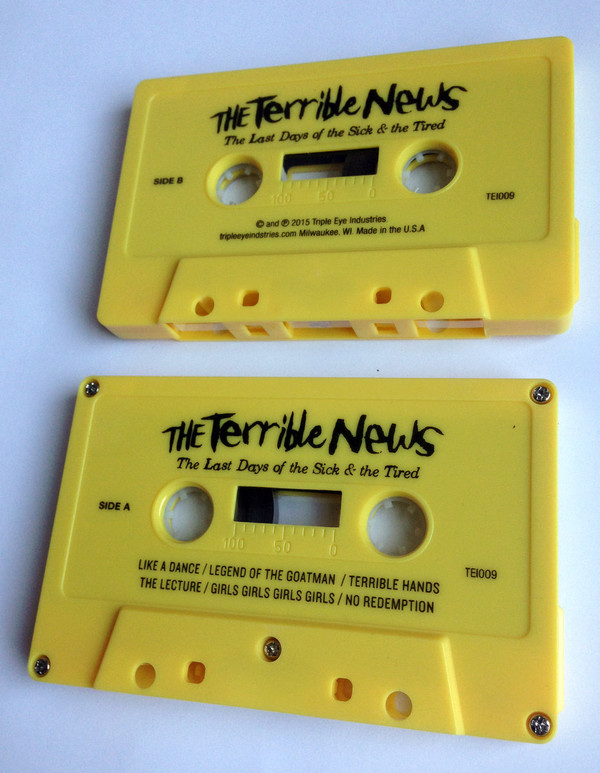 THE Terrible News
The Last Days of the Sick & the Tired
SIDE B
100 50 0
TEI009
© and ℗ 2015 Triple Eye Industries
tripleeyeindstries.com Milwaukee, WI Made in the U.S.A
THE Terrible News
The Last Days of the Sick & the Tired
SIDE A
100 50 0
LIKE A DANCE / LEGEND OF THE GOATMAN / TERRIBLE HANDS
TEI009
THE LECTURE / GIRLS GIRLS GIRLS GIRLS / NO REDEMPTION